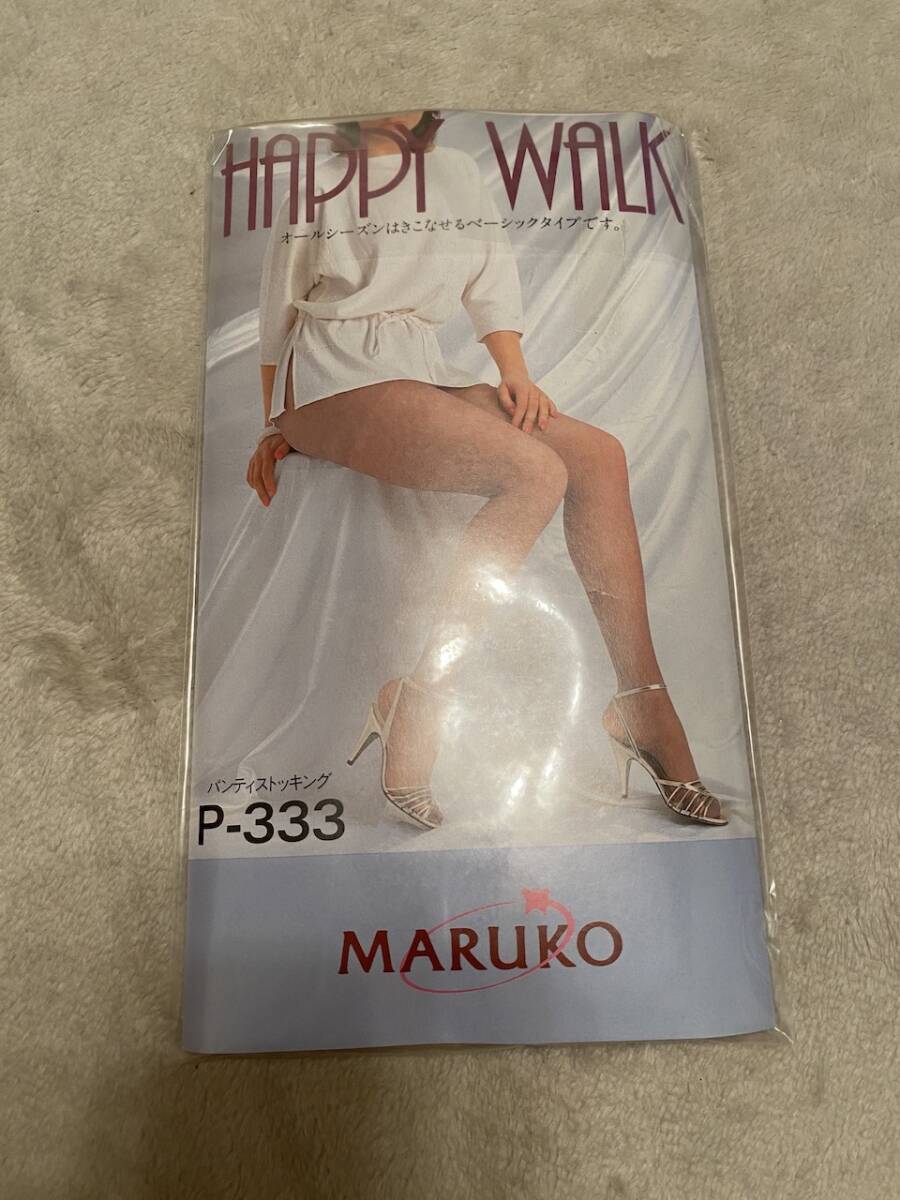 HAPPY WALK
オールシーズンはきこなせるベーシックタイプです。
パンティストッキング
P-333
MARUKO